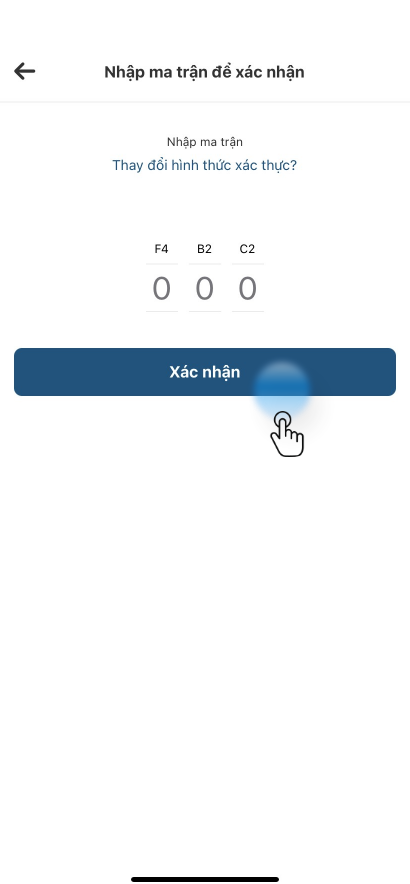 Nhập ma trận để xác nhận
Nhập ma trận
Thay đổi hình thức xác thực?
F4 B2 C2
0 0 0
Xác nhận